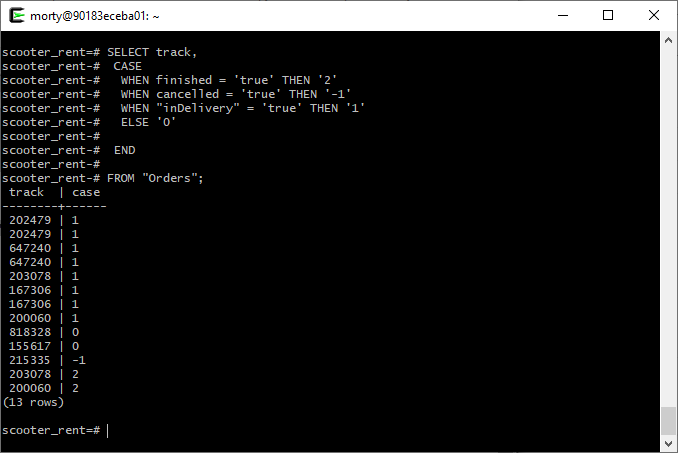 morty@90183eceba01: ~
scooter_rent=# SELECT track,
scooter_rent-#  CASE
scooter_rent-#   WHEN finished = 'true' THEN '2'
scooter_rent-#   WHEN cancelled = 'true' THEN '-1'
scooter_rent-#   WHEN "inDelivery" = 'true' THEN '1'
scooter_rent-#   ELSE '0'
scooter_rent-#
scooter_rent-#  END
scooter_rent-#
scooter_rent-# FROM "Orders";
 track  | case
--------+------
 202479 | 1
 202479 | 1
 647240 | 1
 647240 | 1
 203078 | 1
 167306 | 1
 167306 | 1
 200060 | 1
 818328 | 0
 155617 | 0
 215335 | -1
 203078 | 2
 200060 | 2
(13 rows)
scooter_rent=#